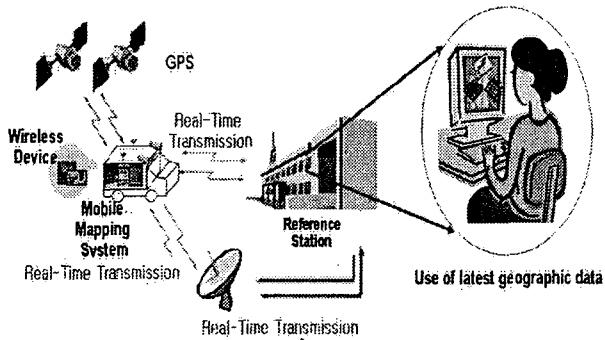 GPS
Real-Time
Transmission
Wireless
Device
Mobile
Mapping
System
Reference
Station
Real-Time Transmission
Use of latest geographic data
Real-Time Transmission